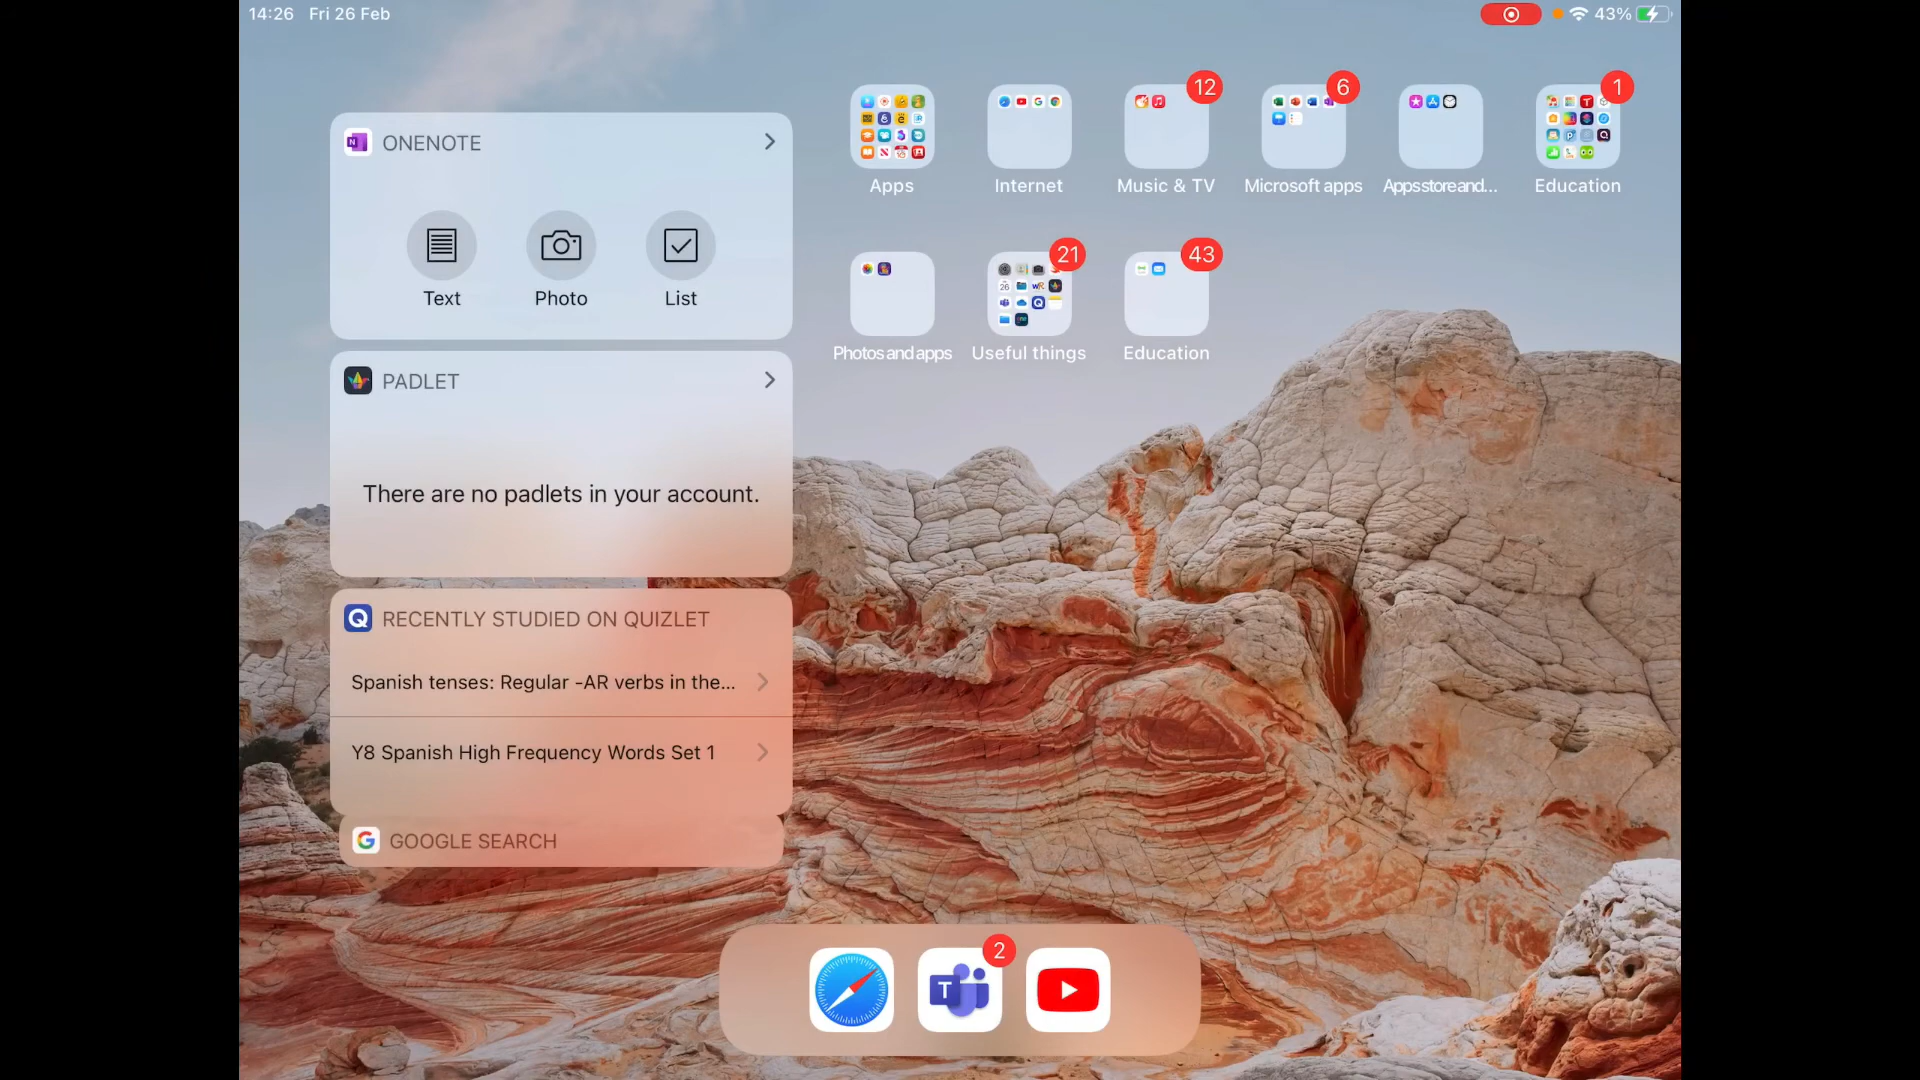 14:26 Fri 26 Feb
43%
ONENOTE
Text Photo List
PADLET
There are no padlets in your account.
RECENTLY STUDIED ON QUIZLET
Spanish tenses: Regular -AR verbs in the...
Y8 Spanish High Frequency Words Set 1
GOOGLE SEARCH
12 6 1
Apps Internet Music & TV Microsoft apps Appsstoreand... Education
21 43
Photosandapps Useful things Education
2